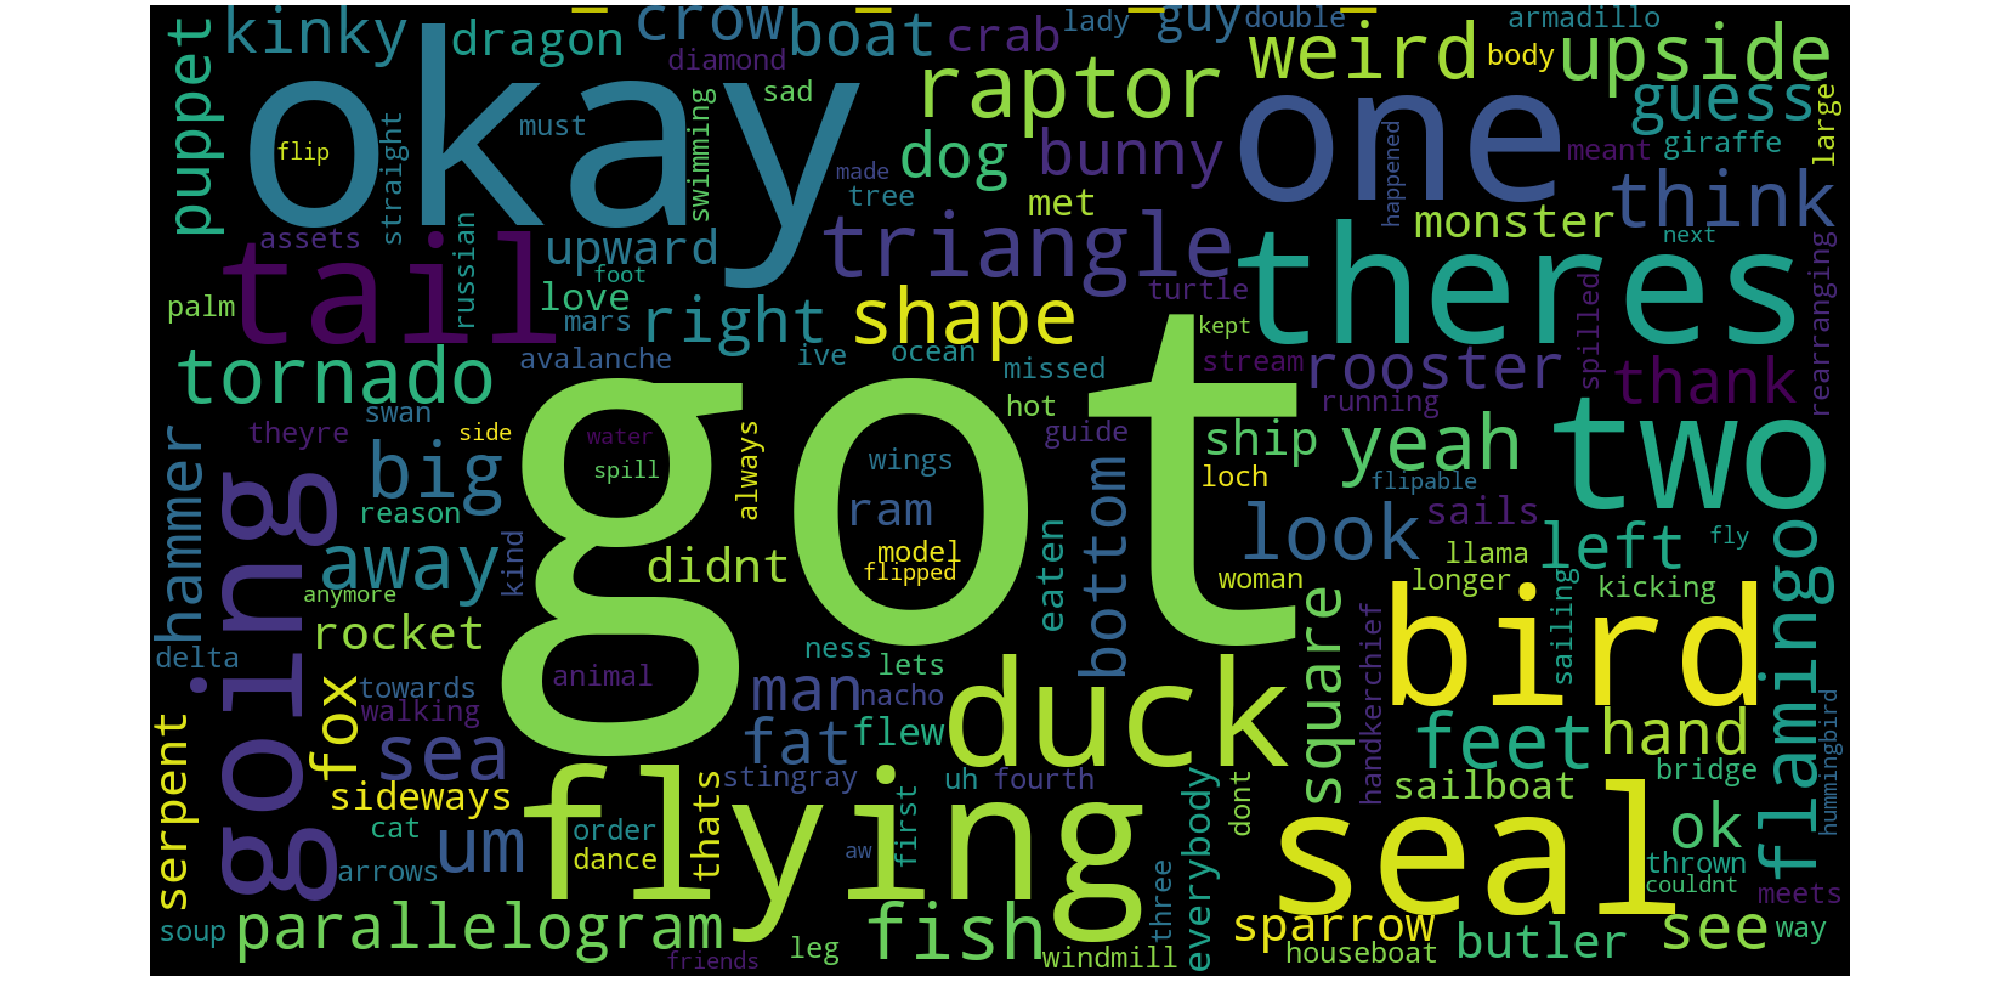 kinky
dragon
crow
boat
crab
lady
guy
double
armadillo
puppet
okay
diamond
raptor
weird
body
upside
sad
one
guess
large
flip
straight
must
swimming
made
dog
bunny
happened
meant
giraffe
tree
met
think
tail
assets
russian
upward
foot
triangle
monster
next
theres
rearranging
palm
love
mars
right
shape
turtle
kept
spilled
tornado
avalanche
ive
ocean
missed
stream
rooster
thank
got
swan
hot
running
two
theyre
side
water
always
guide
ship
yeah
hammer
going
big
spill
wings
bottom
loch
flipable
reason
ram
sails
away
kind
didnt
model
flipped
eaten
look
llama
left
fly
flamingo
anymore
woman
longer
kicking
rocket
square
bird
sailing
handkerchief
delta
ness
lets
serpent
fox
towards
walking
animal
man
nacho
duck
hummingbird
sea
fat
flew
feet
hand
sideways
flying
thats
stingray
uh
fourth
everybody
dont
sailboat
bridge
seal
cat
um
order
first
ok
arrows
dance
aw
three
thrown
couldnt
meets
soup
parallelogram
leg
fish
sparrow
butler
see
way
friends
windmill
houseboat